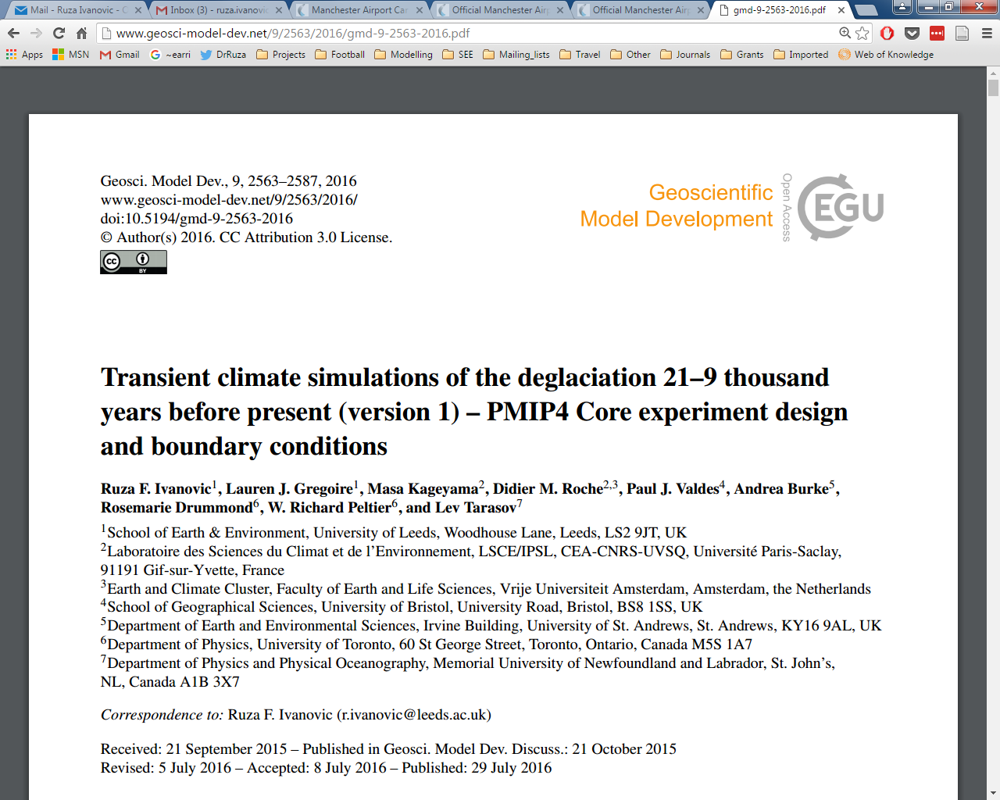 Mail - Ruza Ivanovic - O
Inbox (3) - ruza.ivanovic
Manchester Airport Car
Official Manchester Airp
Official Manchester Airp
gmd-9-2563-2016.pdf
www.geosci-model-dev.net/9/2563/2016/gmd-9-2563-2016.pdf
Apps MSN Gmail ~earri DrRuza Projects Football Modelling SEE Mailing_lists Travel Other Journals Grants Imported Web of Knowledge
Geosci. Model Dev., 9, 2563–2587, 2016
www.geosci-model-dev.net/9/2563/2016/
doi:10.5194/gmd-9-2563-2016
© Author(s) 2016. CC Attribution 3.0 License.
cc BY
Geoscientific
Model Development
Open Access
EGU
Transient climate simulations of the deglaciation 21–9 thousand
years before present (version 1) – PMIP4 Core experiment design
and boundary conditions
Ruza F. Ivanovic1, Lauren J. Gregoire1, Masa Kageyama2, Didier M. Roche2,3, Paul J. Valdes4, Andrea Burke5,
Rosemarie Drummond6, W. Richard Peltier6, and Lev Tarasov7
1School of Earth & Environment, University of Leeds, Woodhouse Lane, Leeds, LS2 9JT, UK
2Laboratoire des Sciences du Climat et de l'Environnement, LSCE/IPSL, CEA-CNRS-UVSQ, Université Paris-Saclay,
91191 Gif-sur-Yvette, France
3Earth and Climate Cluster, Faculty of Earth and Life Sciences, Vrije Universiteit Amsterdam, Amsterdam, the Netherlands
4School of Geographical Sciences, University of Bristol, University Road, Bristol, BS8 1SS, UK
5Department of Earth and Environmental Sciences, Irvine Building, University of St. Andrews, St. Andrews, KY16 9AL, UK
6Department of Physics, University of Toronto, 60 St George Street, Toronto, Ontario, Canada M5S 1A7
7Department of Physics and Physical Oceanography, Memorial University of Newfoundland and Labrador, St. John's,
NL, Canada A1B 3X7
Correspondence to: Ruza F. Ivanovic (r.ivanovic@leeds.ac.uk)
Received: 21 September 2015 – Published in Geosci. Model Dev. Discuss.: 21 October 2015
Revised: 5 July 2016 – Accepted: 8 July 2016 – Published: 29 July 2016